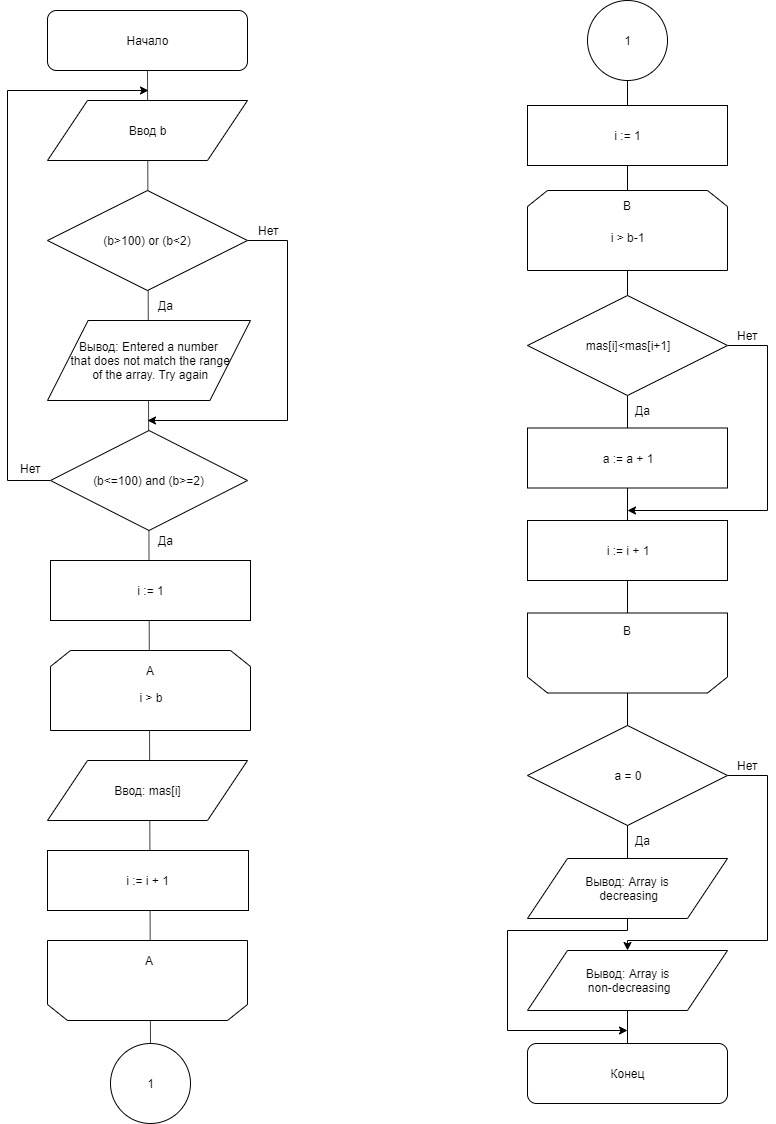 Начало
Ввод b
(b>100) or (b<2)
Нет
Да
Вывод: Entered a number
that does not match the range
of the array. Try again
(b<=100) and (b>=2)
Нет
Да
i := 1
A
i > b
Ввод: mas[i]
i := i + 1
A
1
1
i := 1
B
i > b-1
mas[i]<mas[i+1]
Нет
Да
a := a + 1
i := i + 1
B
a = 0
Нет
Да
Вывод: Array is
decreasing
Вывод: Array is
non-decreasing
Конец